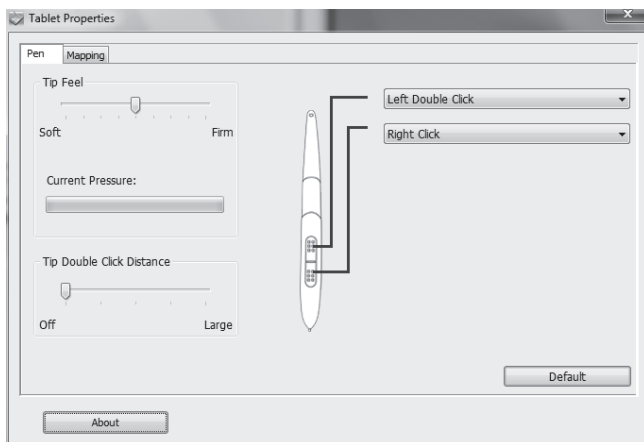 Tablet Properties
Pen
Mapping
Tip Feel
Soft
Firm
Current Pressure:
Tip Double Click Distance
Off
Large
Left Double Click
Right Click
Default
About